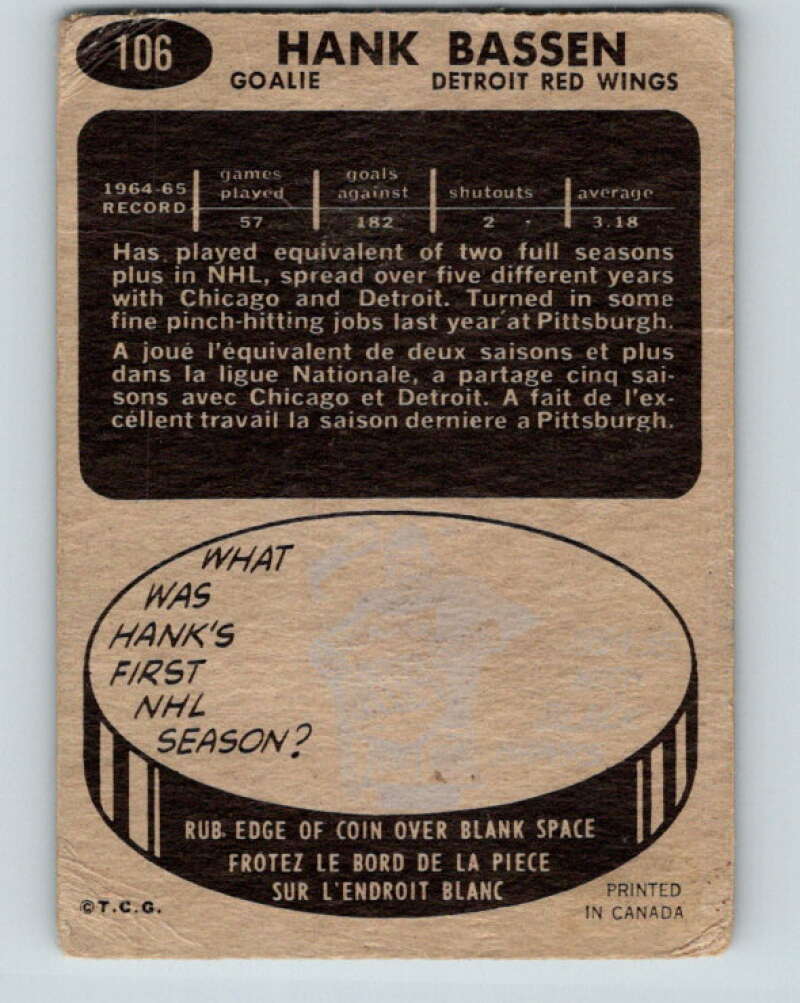 106
HANK BASSEN
GOALIE DETROIT RED WINGS
games goals
1964-65 played against shutouts average
RECORD 57 182 2 3.18
Has played equivalent of two full seasons
plus in NHL, spread over five different years
with Chicago and Detroit. Turned in some
fine pinch-hitting jobs last year at Pittsburgh.
A joué l'équivalent de deux saisons et plus
dans la ligue Nationale, a partage cinq sai-
sons avec Chicago et Detroit. A fait de l'ex-
céllent travail la saison derniere a Pittsburgh.
WHAT
WAS
HANK'S
FIRST
NHL
SEASON?
RUB EDGE OF COIN OVER BLANK SPACE
FROTEZ LE BORD DE LA PIECE
SUR L'ENDROIT BLANC
©T.C.G.
PRINTED
IN CANADA